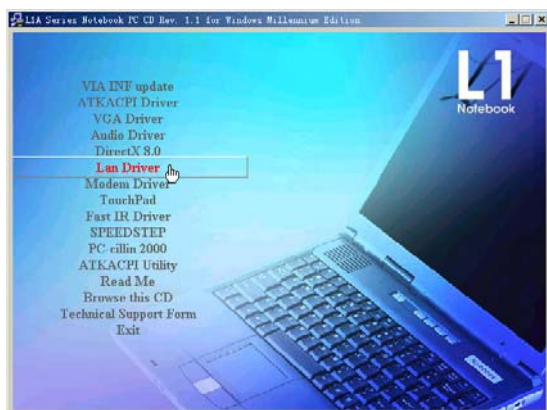 L1A Series Notebook PC CD Rev. 1.1 for Windows Millennium Edition
L1
Notebook
VIA INF update
ATKACPI Driver
VGA Driver
Audio Driver
DirectX 8.0
Lan Driver
Modem Driver
TouchPad
Fast IR Driver
SPEEDSTEP
PC-cillin 2000
ATKACPI Utility
Read Me
Browse this CD
Technical Support Form
Exit